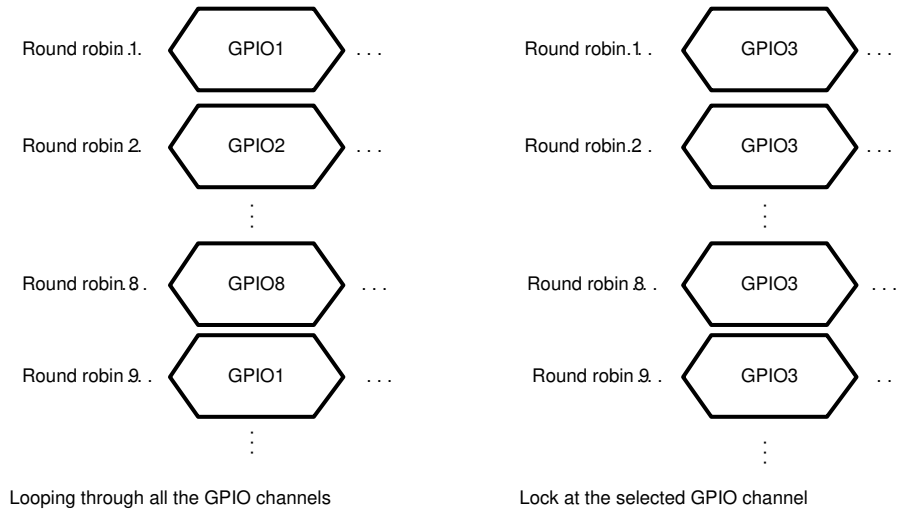 Round robin 1. . . GPIO1 . . .
Round robin 2. . . GPIO2 . . .
Round robin 8. . . GPIO8 . . .
Round robin 9. . . GPIO1 . . .
Looping through all the GPIO channels
Round robin 1. . . GPIO3 . . .
Round robin 2. . . GPIO3 . . .
Round robin 8. . . GPIO3 . . .
Round robin 9. . . GPIO3 . .
Lock at the selected GPIO channel